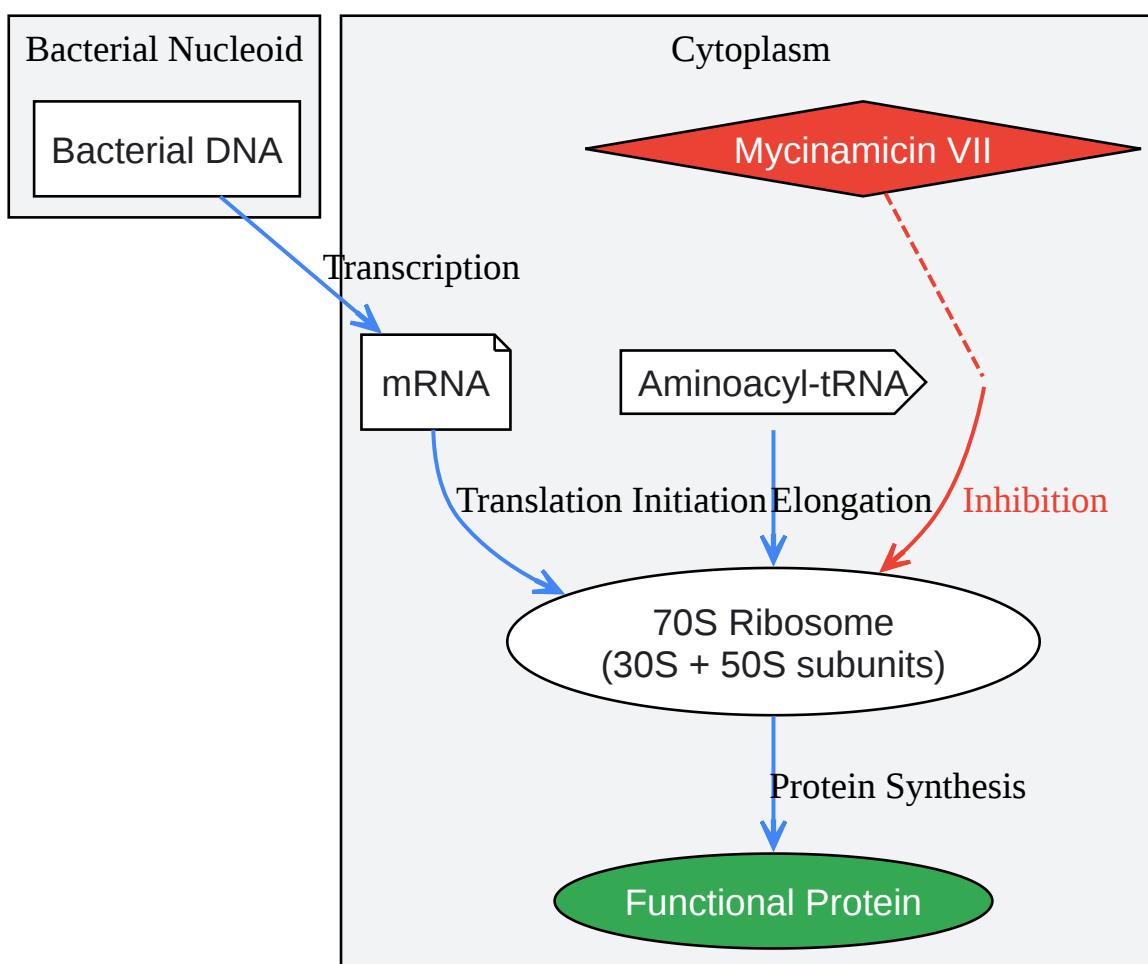 Bacterial Nucleoid
Cytoplasm
Bacterial DNA
Mycinamicin VII
Transcription
mRNA
Aminoacyl-tRNA
Translation Initiation
Elongation
Inhibition
70S Ribosome
(30S + 50S subunits)
Protein Synthesis
Functional Protein